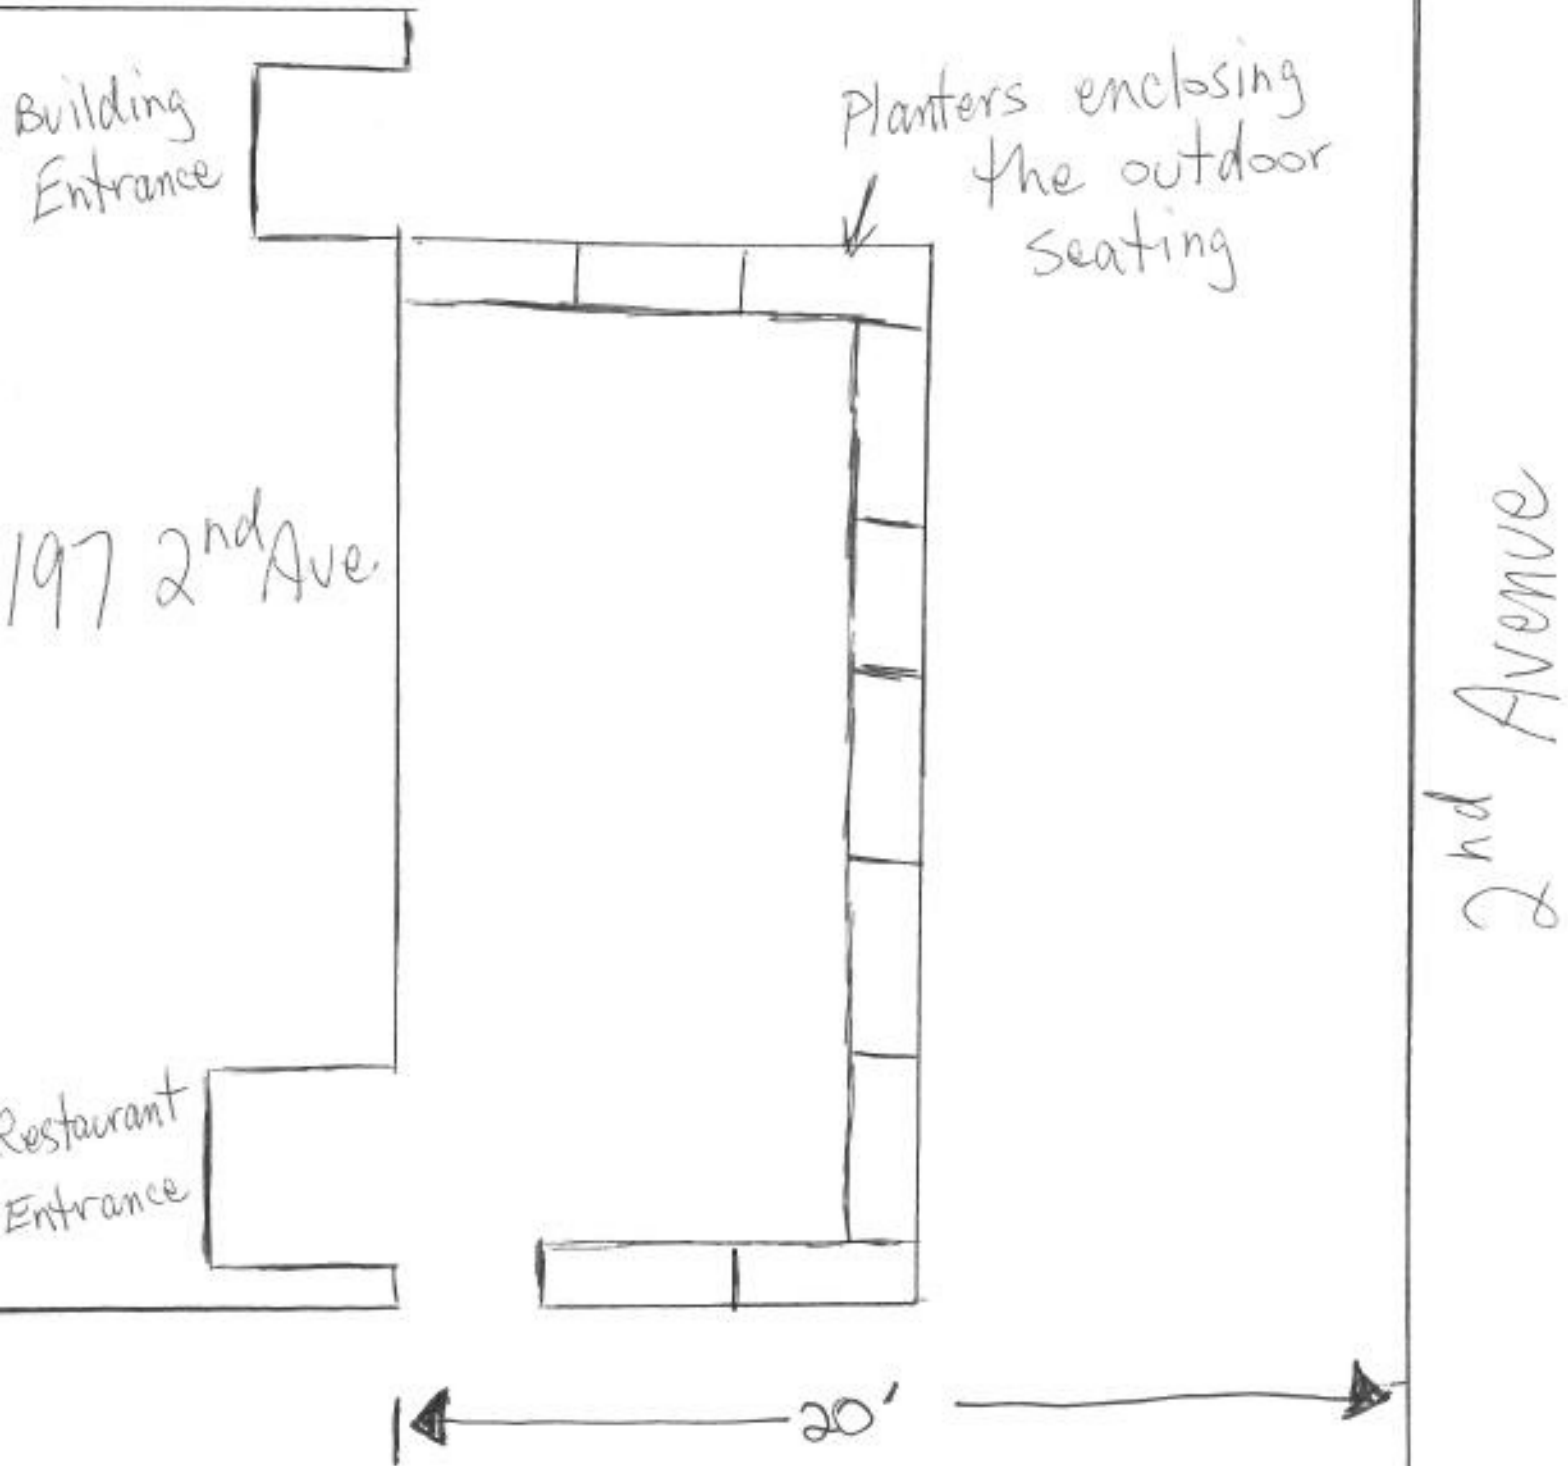 Building
Entrance
Planters enclosing
the outdoor
seating
197 2nd Ave.
2nd Avenue
Restaurant
Entrance
20'